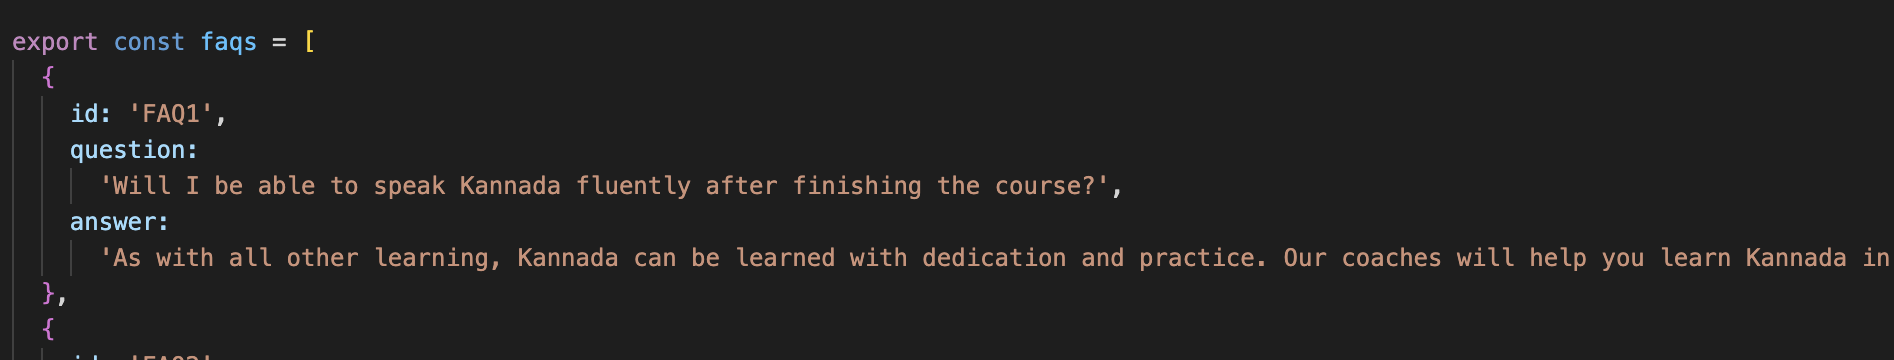 export const faqs = [
{
id: 'FAQ1',
question:
'Will I be able to speak Kannada fluently after finishing the course?',
answer:
'As with all other learning, Kannada can be learned with dedication and practice. Our coaches will help you learn Kannada in
},
{